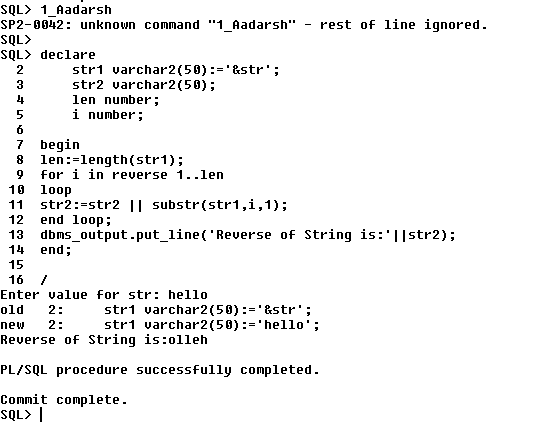 SQL> 1_Aadarsh
SP2-0042: unknown command "1_Aadarsh" - rest of line ignored.
SQL>
SQL> declare
  2      str1 varchar2(50):='&str';
  3      str2 varchar2(50);
  4      len number;
  5      i number;
  6
  7  begin
  8  len:=length(str1);
  9  for i in reverse 1..len
 10  loop
 11  str2:=str2 || substr(str1,i,1);
 12  end loop;
 13  dbms_output.put_line('Reverse of String is:'||str2);
 14  end;
 15
 16  /
Enter value for str: hello
old   2:     str1 varchar2(50):='&str';
new   2:     str1 varchar2(50):='hello';
Reverse of String is:olleh
PL/SQL procedure successfully completed.
Commit complete.
SQL>